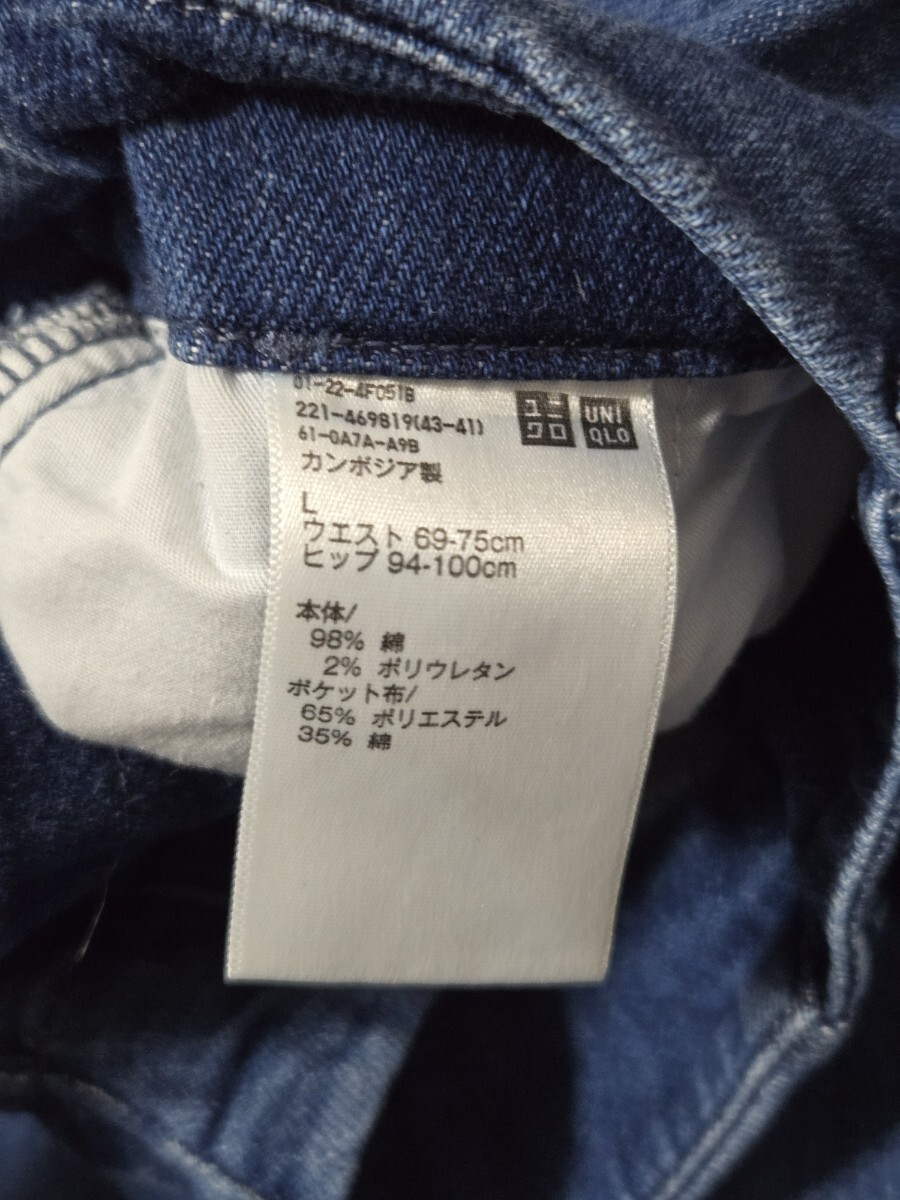 01-22-4F051B
221-469819(43-41)
61-0A7A-A9B
ユニ
クロ
UNI
QLO
カンボジア製
L
ウエスト 69-75cm
ヒップ 94-100cm
本体/
98% 綿
2% ポリウレタン
ポケット布/
65% ポリエステル
35% 綿